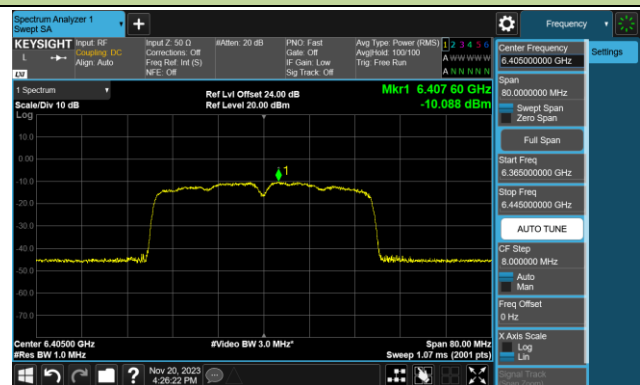 Spectrum Analyzer 1
Swept SA
Frequency
KEYSIGHT
L
LXI
Input: RF
Coupling: DC
Align: Auto
Input Z: 50 Ω
Corrections: Off
Freq Ref: Int (S)
NFE: Off
#Atten: 20 dB
PNO: Fast
Gate: Off
IF Gain: Low
Sig Track: Off
Avg Type: Power (RMS)
Avg|Hold: 100/100
Trig: Free Run
1 2 3 4 5 6
A W W W W W
A N N N N N
Center Frequency
6.405000000 GHz
Settings
Span
80.0000000 MHz
Swept Span
Zero Span
Full Span
Start Freq
6.365000000 GHz
Stop Freq
6.445000000 GHz
AUTO TUNE
CF Step
8.000000 MHz
Auto
Man
Freq Offset
0 Hz
X Axis Scale
Log
Lin
Signal Track
(Span Zoom)
1 Spectrum
Scale/Div 10 dB
Log
Ref Lvl Offset 24.00 dB
Ref Level 20.00 dBm
Mkr1 6.407 60 GHz
-10.088 dBm
1
10.0
0.00
-10.0
-20.0
-30.0
-40.0
-50.0
-60.0
-70.0
Center 6.40500 GHz
#Res BW 1.0 MHz
#Video BW 3.0 MHz*
Span 80.00 MHz
Sweep 1.07 ms (2001 pts)
?
Nov 20, 2023
4:26:22 PM